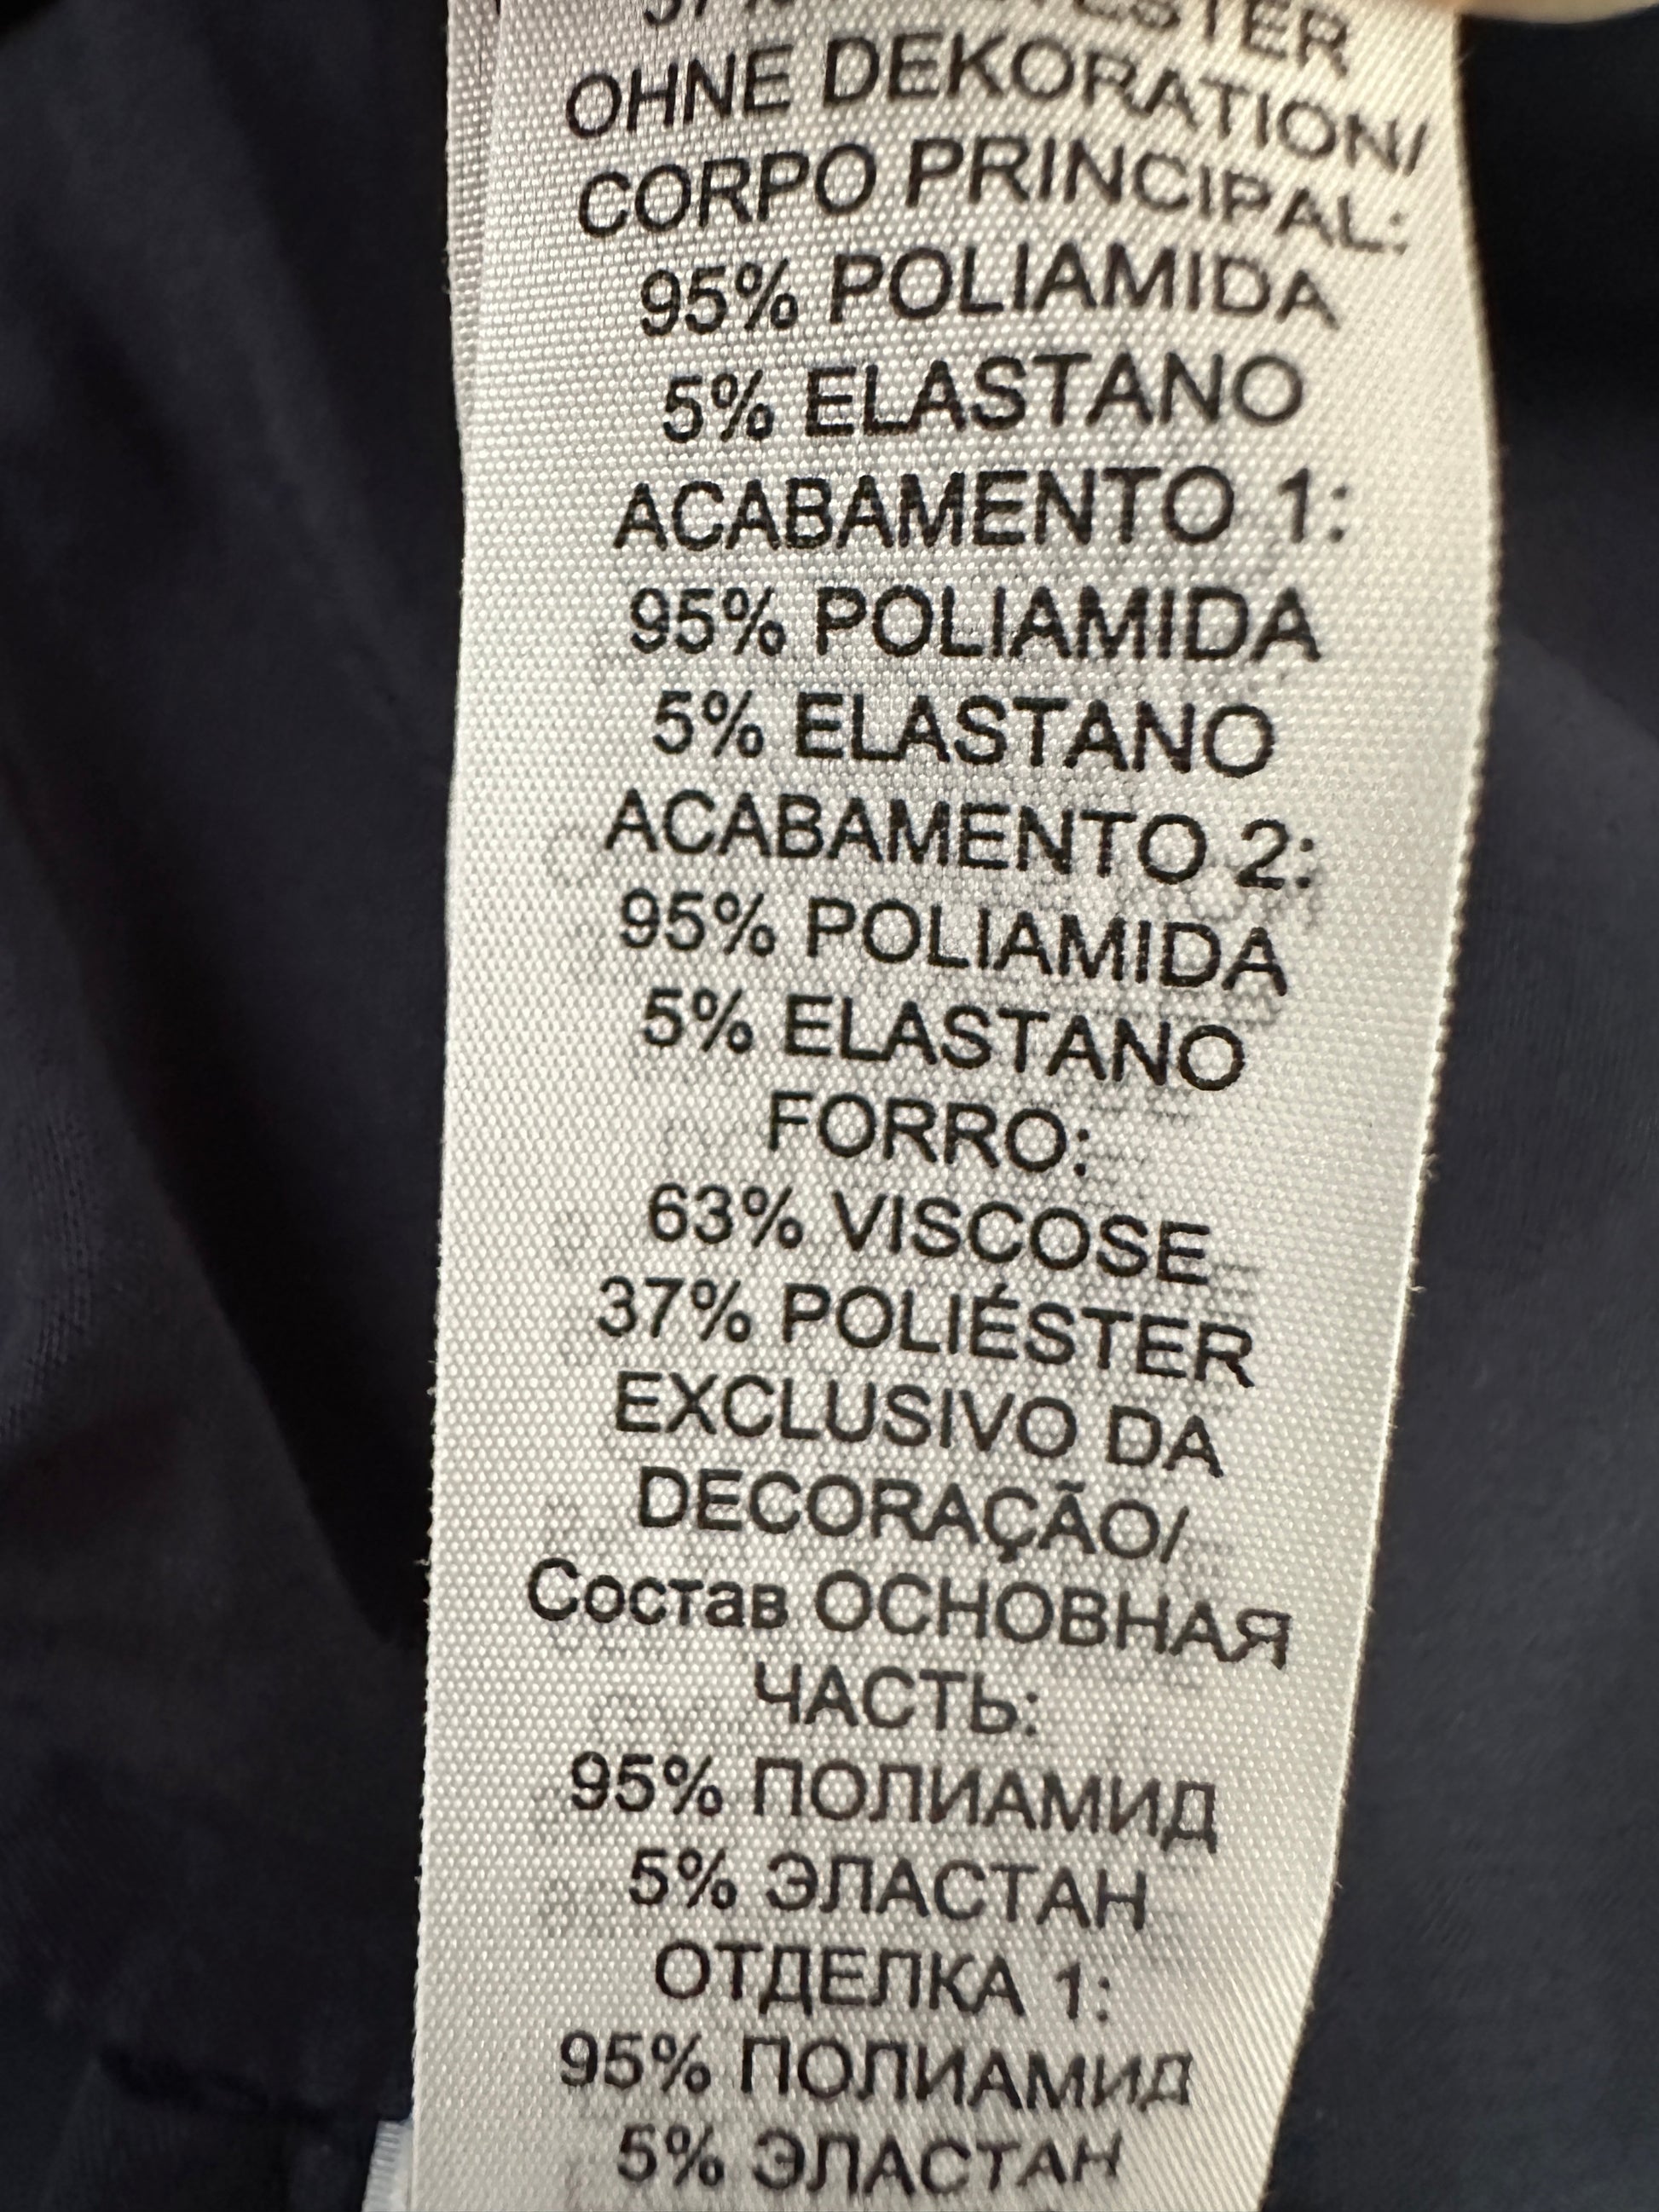 OHNE DEKORATION/
CORPO PRINCIPAL:
95% POLIAMIDA
5% ELASTANO
ACABAMENTO 1:
95% POLIAMIDA
5% ELASTANO
ACABAMENTO 2:
95% POLIAMIDA
5% ELASTANO
FORRO:
63% VISCOSE
37% POLIÉSTER
EXCLUSIVO DA
DECORAÇÃO/
Состав ОСНОВНАЯ
ЧАСТЬ:
95% ПОЛИАМИД
5% ЭЛАСТАН
ОТДЕЛКА 1:
95% ПОЛИАМИД
5% ЭЛАСТАН